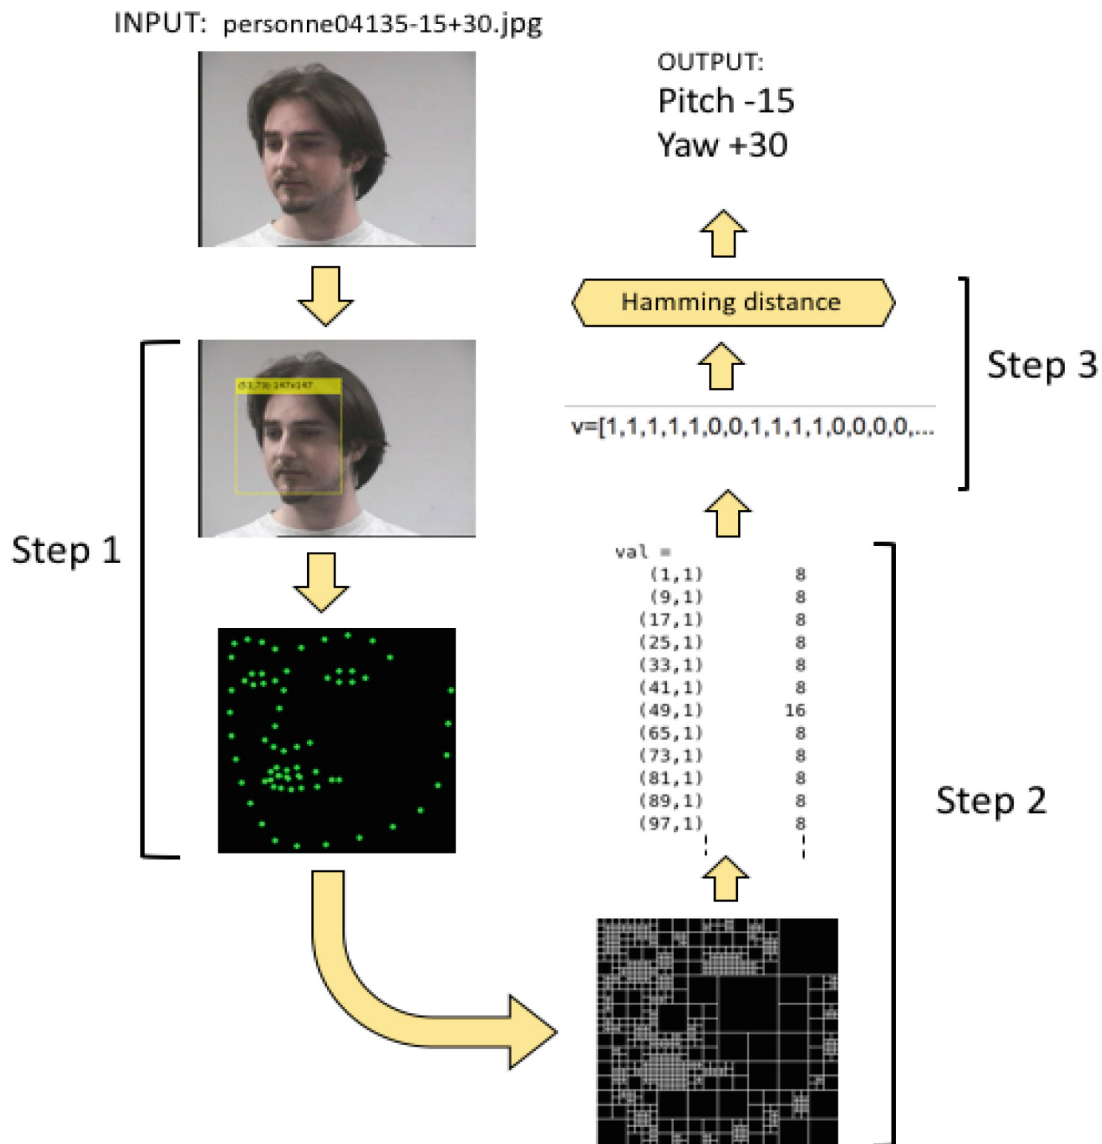 INPUT: personne04135-15+30.jpg
OUTPUT:
Pitch -15
Yaw +30
Step 1
147x147
Hamming distance
v=[1,1,1,1,1,0,0,1,1,1,1,0,0,0,0,...
Step 3
val =
(1,1) 8
(9,1) 8
(17,1) 8
(25,1) 8
(33,1) 8
(41,1) 8
(49,1) 16
(65,1) 8
(73,1) 8
(81,1) 8
(89,1) 8
(97,1) 8
Step 2